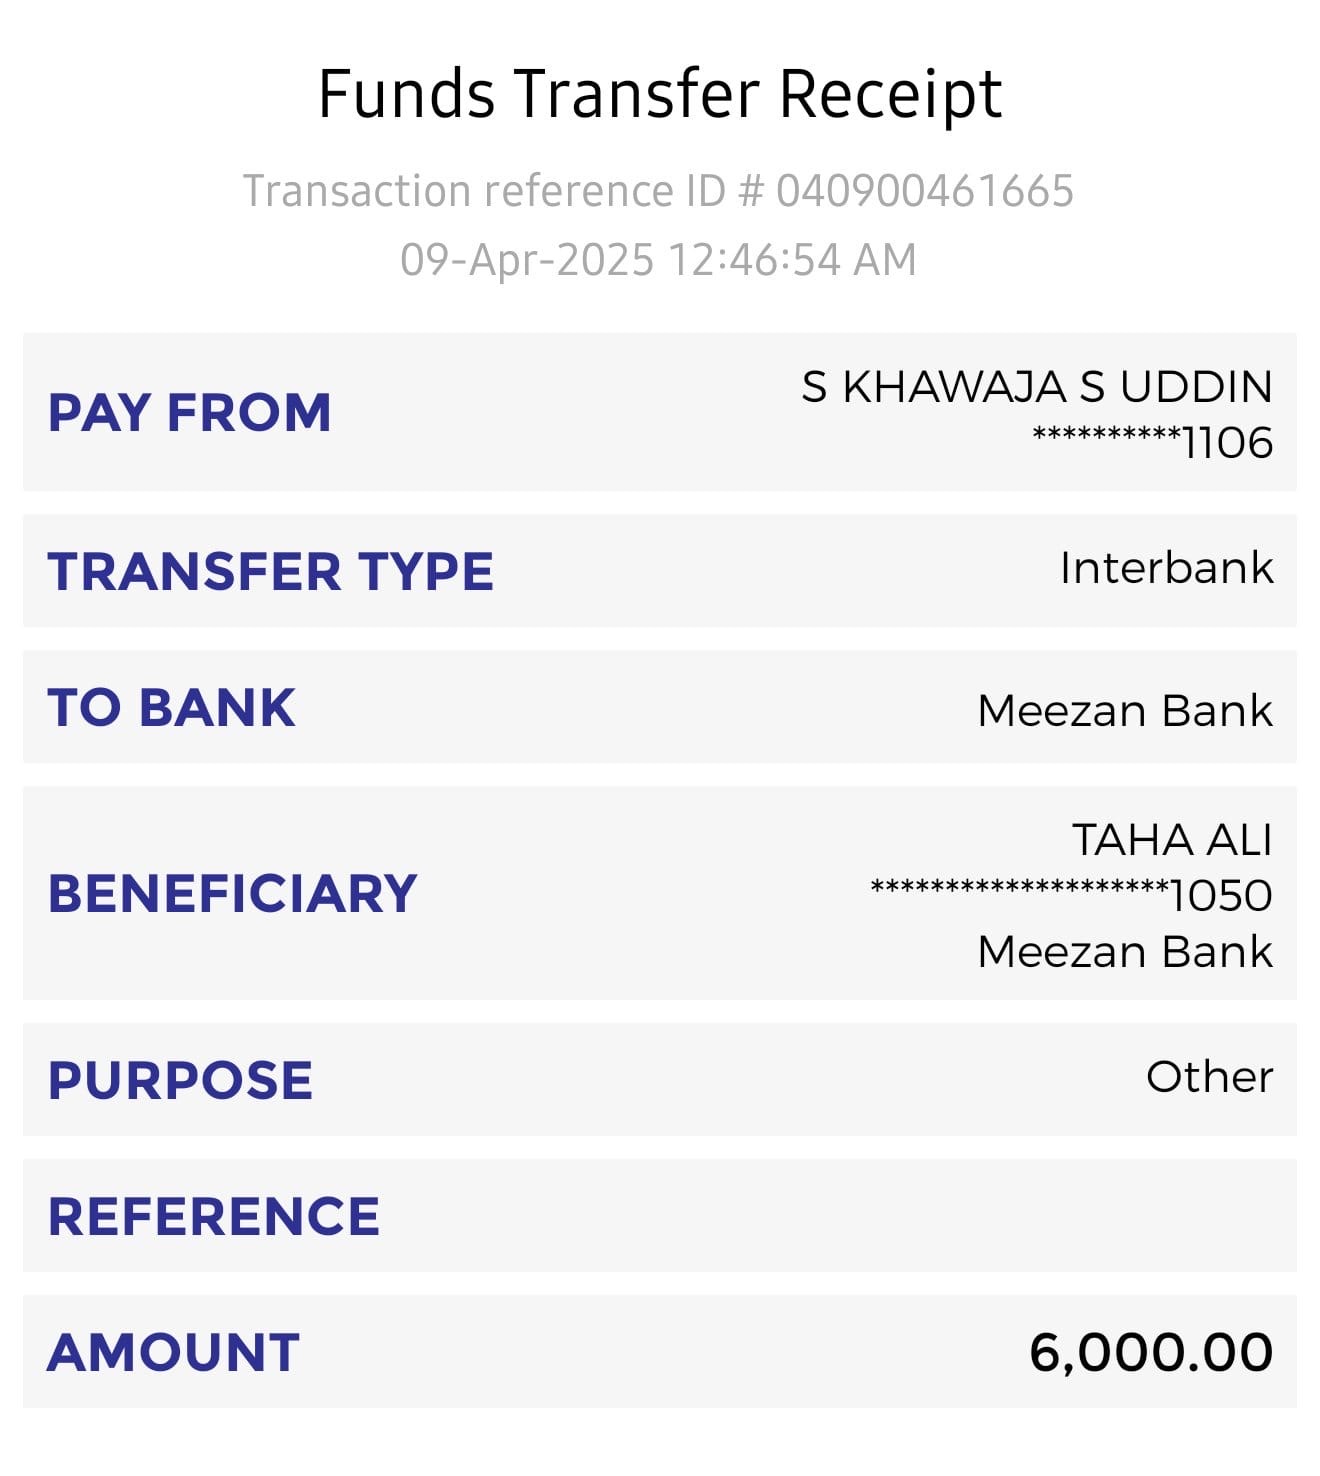 Funds Transfer Receipt
Transaction reference ID # 040900461665
09-Apr-2025 12:46:54 AM
PAY FROM
S KHAWAJA S UDDIN
**********1106
TRANSFER TYPE
Interbank
TO BANK
Meezan Bank
BENEFICIARY
TAHA ALI
********************1050
Meezan Bank
PURPOSE
Other
REFERENCE
AMOUNT
6,000.00